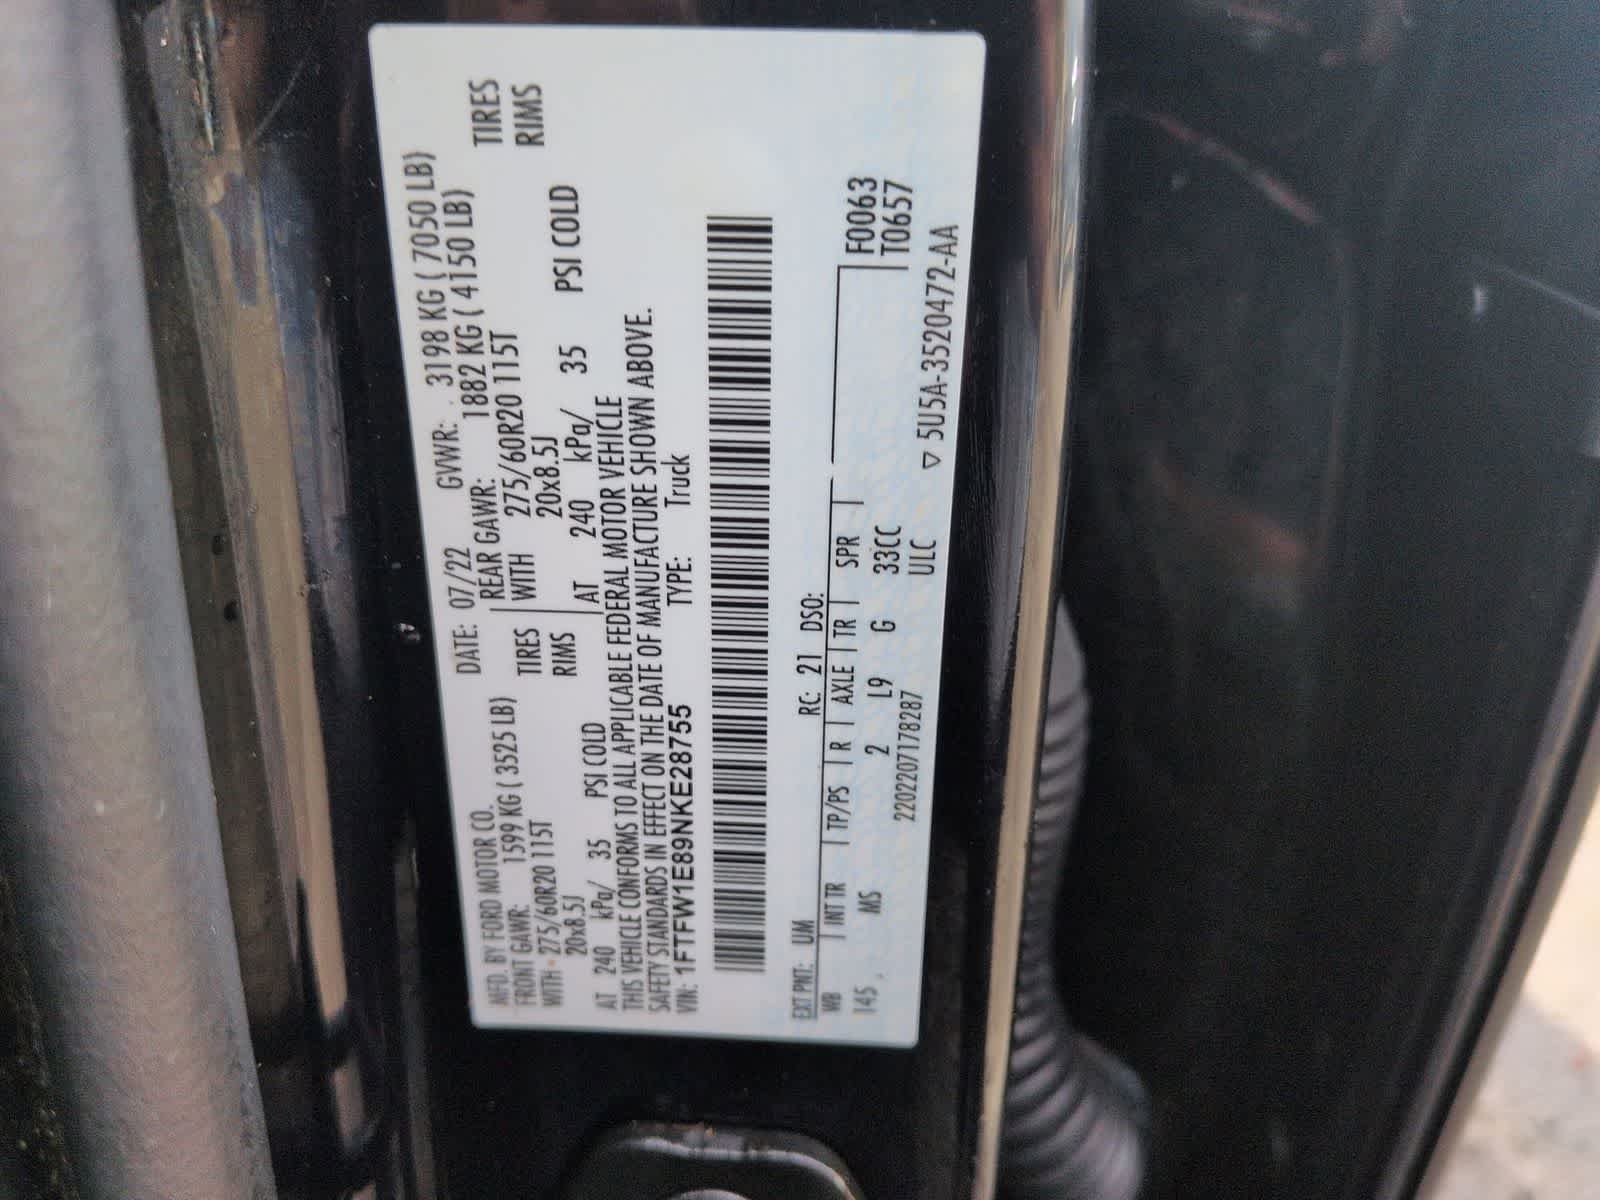 MFD. BY FORD MOTOR CO. DATE: 07/22 GVWR: 3198 KG ( 7050 LB)
FRONT GAWR: 1599 KG ( 3525 LB) REAR GAWR: 1882 KG ( 4150 LB)
WITH 275/60R20 115T TIRES WITH 275/60R20 115T TIRES
20x8.5J RIMS 20x8.5J RIMS
AT 240 kPa/ 35 PSI COLD AT 240 kPa/ 35 PSI COLD
THIS VEHICLE CONFORMS TO ALL APPLICABLE FEDERAL MOTOR VEHICLE
SAFETY STANDARDS IN EFFECT ON THE DATE OF MANUFACTURE SHOWN ABOVE.
VIN: 1FTFW1E89NKE28755 TYPE: Truck
EXT PNT: UM RC: 21 DSO:
WB | INT TR | TP/PS | R | AXLE | TR | SPR | F0063
145 MS 2 L9 G 33CC T0657
2202207178287 ULC
▽ 5U5A-3520472-AA